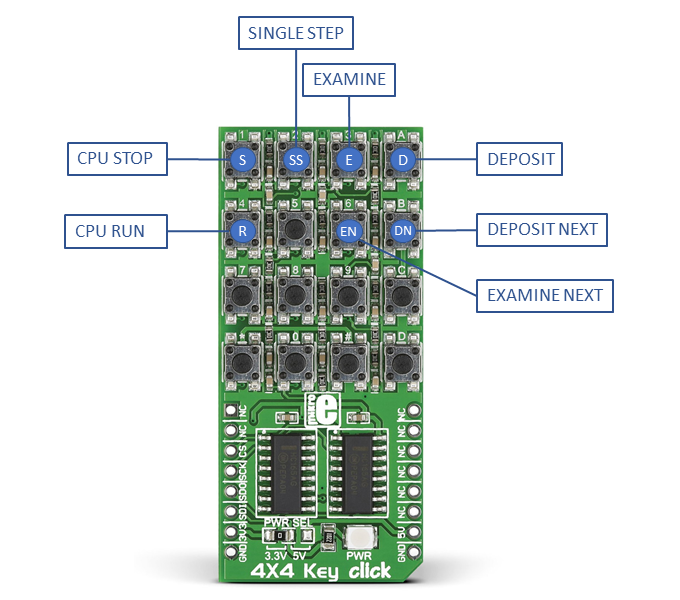 SINGLE STEP
EXAMINE
1
3 A
CPU STOP
S SS E D
DEPOSIT
4 5 6 B
CPU RUN
R EN DN
DEPOSIT NEXT
7 8 9 C
EXAMINE NEXT
* 0 # D
mikro
e
NC NC
NC NC
CS NC
SCK NC
SDO NC
SDI NC
3V3 5V
GND GND
PWR SEL
3.3V 5V
PWR
4X4 Key click